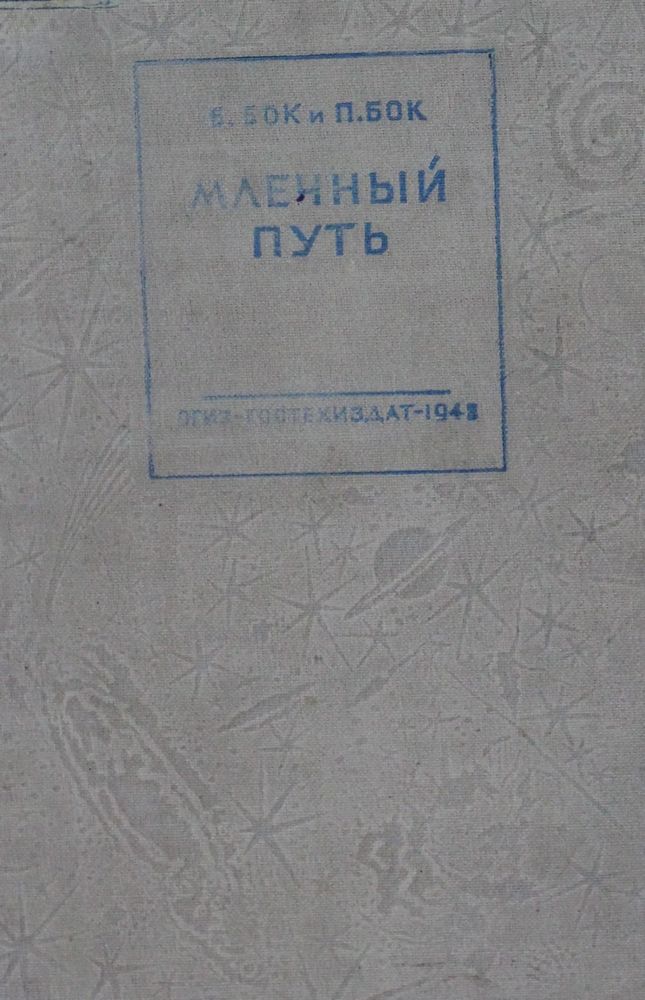 Б. БОК и П. БОК
МЛЕЧНЫЙ
ПУТЬ
ОГИЗ-ГОСТЕХИЗДАТ-1948